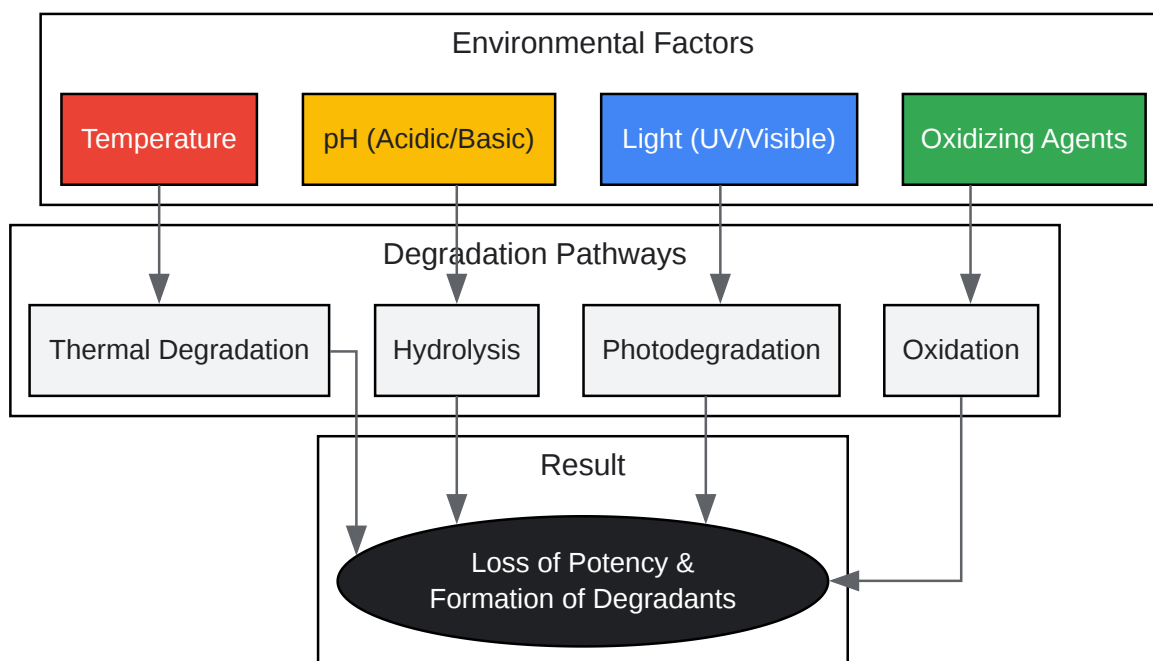 Environmental Factors
Temperature
pH (Acidic/Basic)
Light (UV/Visible)
Oxidizing Agents
Degradation Pathways
Thermal Degradation
Hydrolysis
Photodegradation
Oxidation
Result
Loss of Potency &
Formation of Degradants